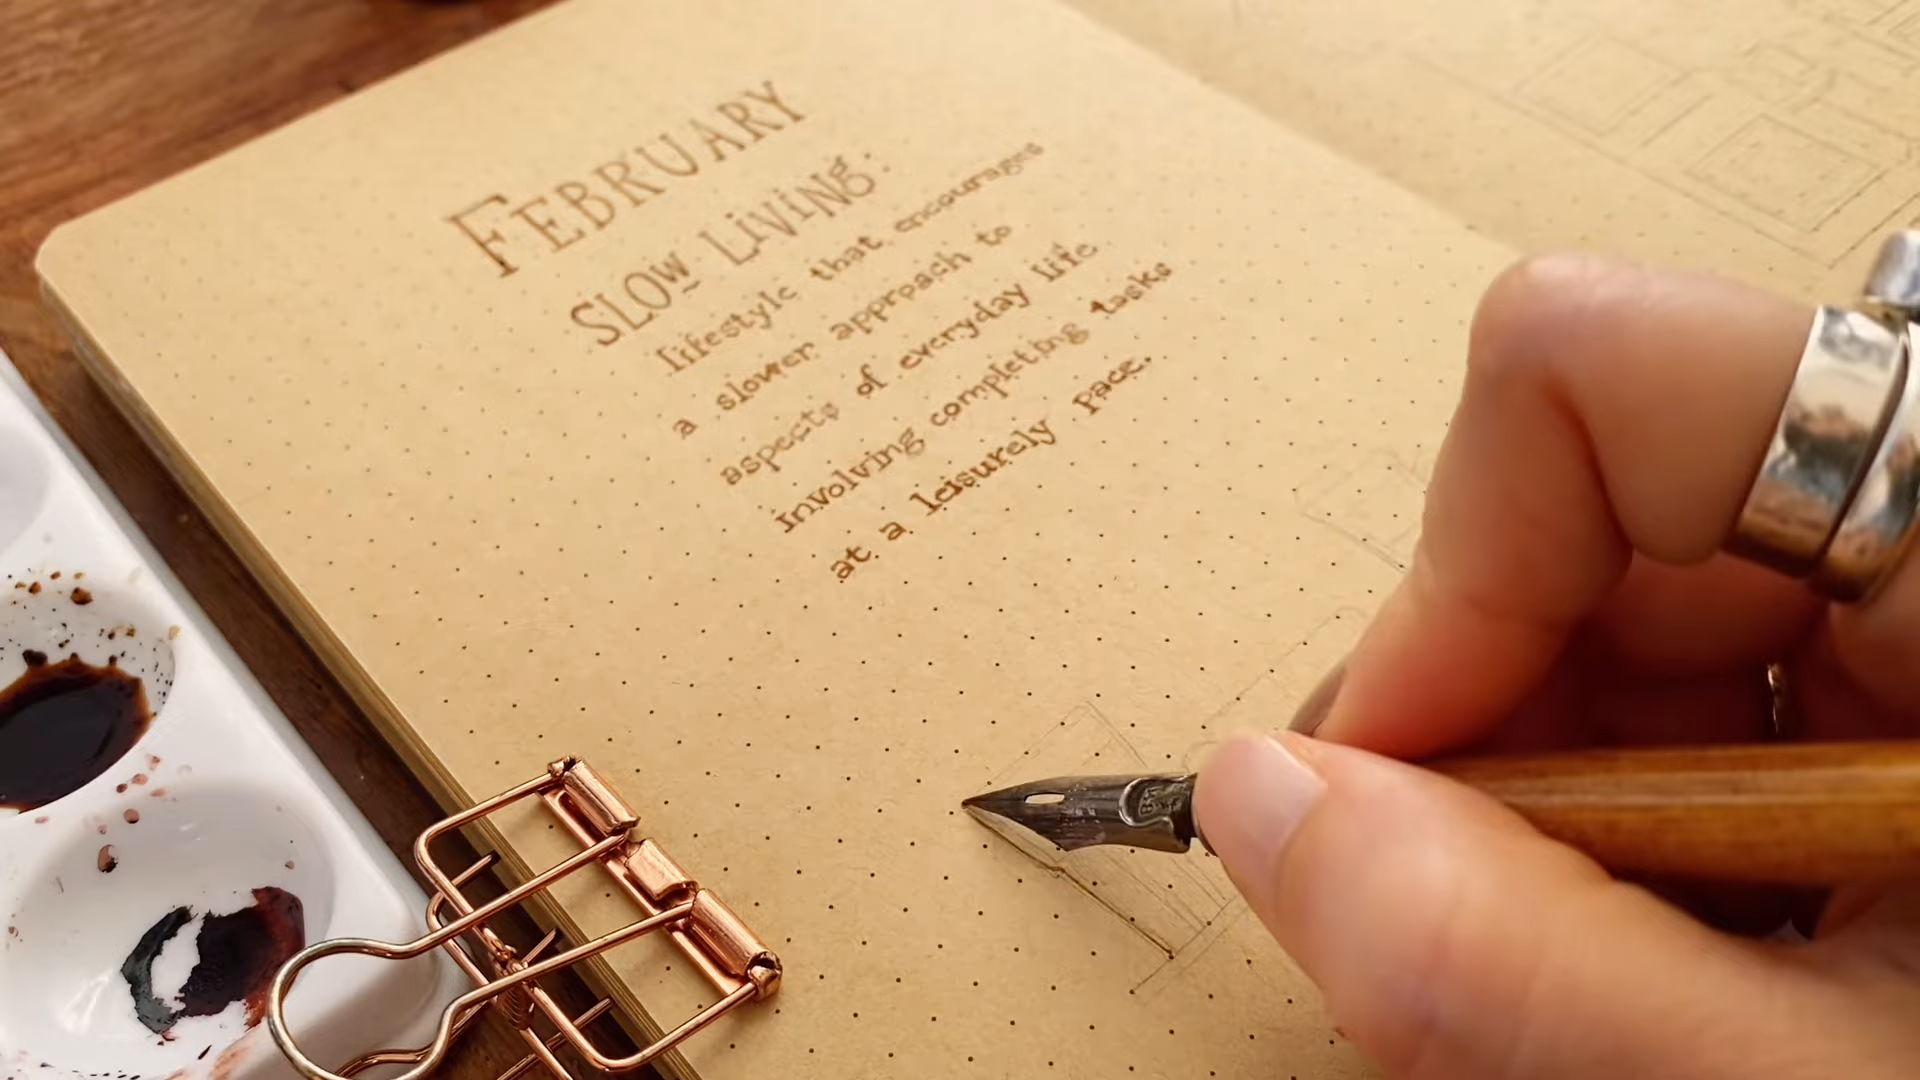 FEBRUARY
SLOW LiViNG:
lifestyle that encourages
a slower approach to
aspects of everyday life
involving completing tasks
at a leisurely pace.